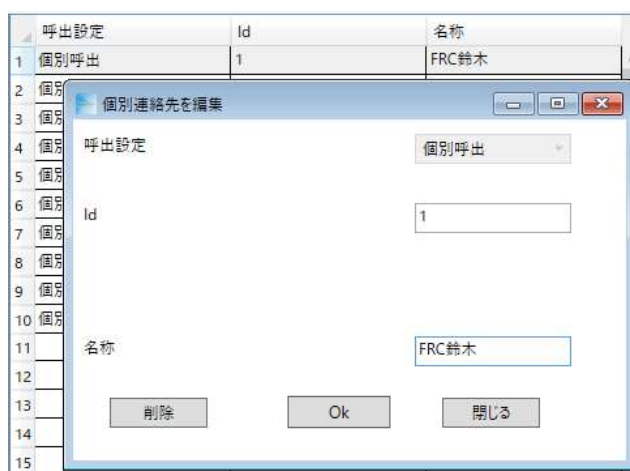 呼出設定 Id 名称
1 個別呼出 1 FRC鈴木
2 個別
3 個別
4 個別
5 個別
6 個別
7 個別
8 個別
9 個別
10 個別
11
12
13
14
15
個別連絡先を編集
呼出設定 個別呼出
Id 1
名称 FRC鈴木
削除 Ok 閉じる